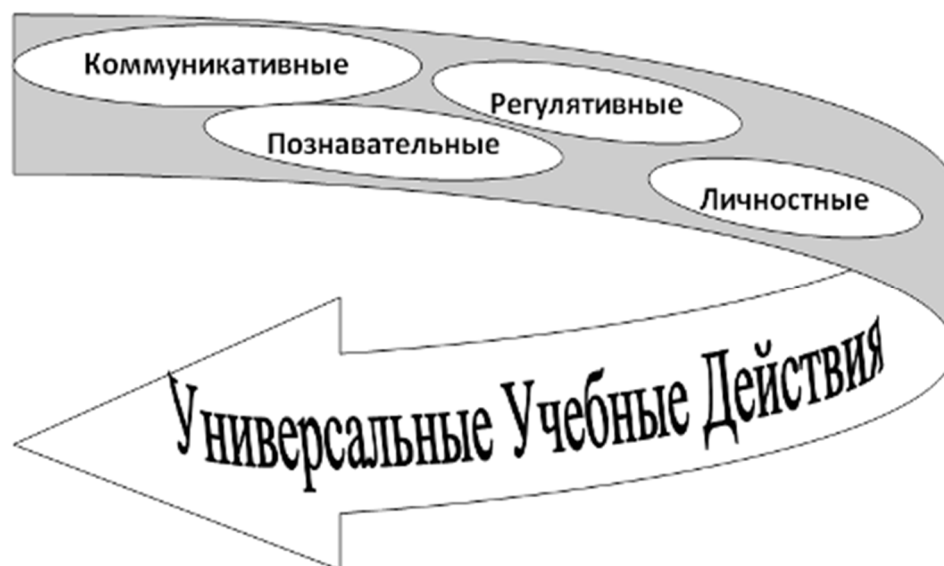 Коммуникативные
Регулятивные
Познавательные
Личностные
Универсальные Учебные Действия